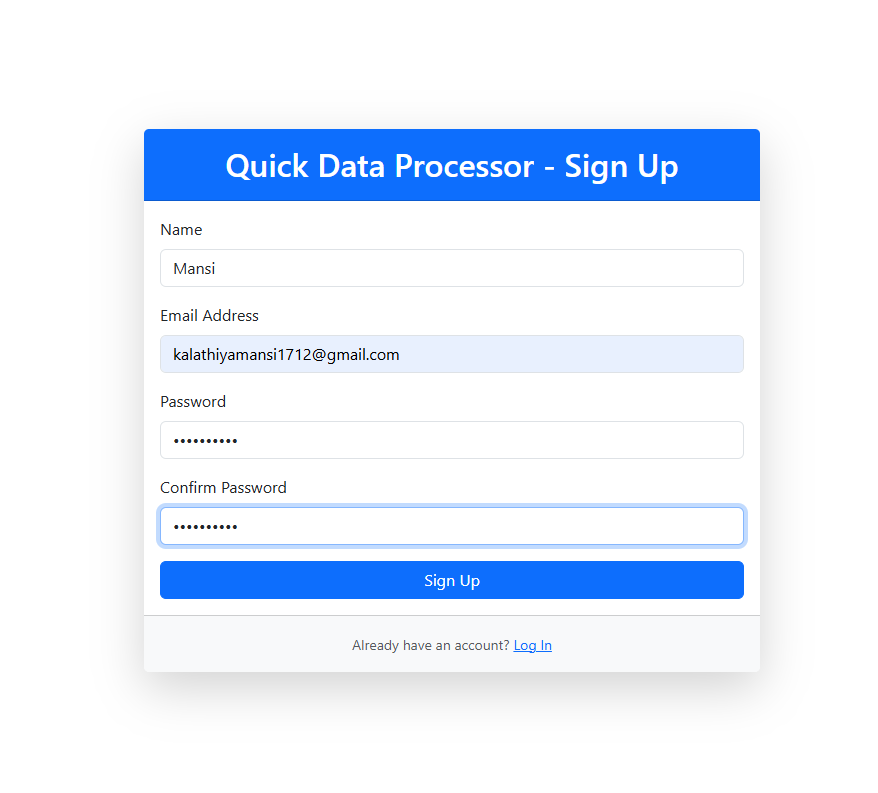 Quick Data Processor - Sign Up
Name
Mansi
Email Address
kalathiyamansi1712@gmail.com
Password
••••••••••
Confirm Password
••••••••••
Sign Up
Already have an account? Log In